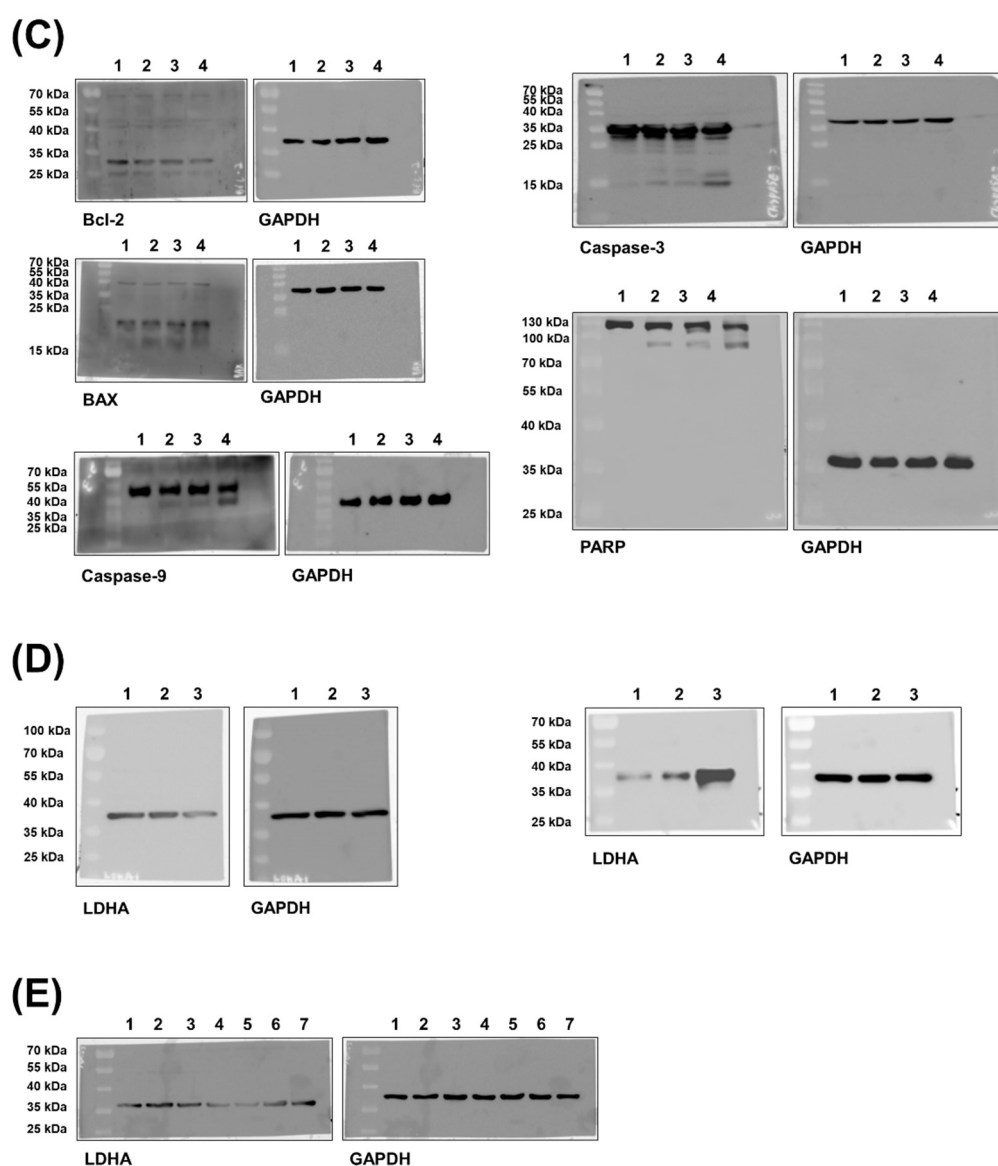 (C)
1 2 3 4
70 kDa
55 kDa
40 kDa
35 kDa
25 kDa
Bcl-2
1 2 3 4
GAPDH
1 2 3 4
70 kDa
55 kDa
40 kDa
35 kDa
25 kDa
15 kDa
Caspase-3
1 2 3 4
GAPDH
1 2 3 4
70 kDa
55 kDa
40 kDa
35 kDa
25 kDa
15 kDa
BAX
1 2 3 4
GAPDH
1 2 3 4
130 kDa
100 kDa
70 kDa
55 kDa
40 kDa
35 kDa
25 kDa
PARP
1 2 3 4
GAPDH
1 2 3 4
70 kDa
55 kDa
40 kDa
35 kDa
25 kDa
Caspase-9
1 2 3 4
GAPDH
(D)
1 2 3
100 kDa
70 kDa
55 kDa
40 kDa
35 kDa
25 kDa
LDHA
1 2 3
GAPDH
1 2 3
70 kDa
55 kDa
40 kDa
35 kDa
25 kDa
LDHA
1 2 3
GAPDH
(E)
1 2 3 4 5 6 7
70 kDa
55 kDa
40 kDa
35 kDa
25 kDa
LDHA
1 2 3 4 5 6 7
GAPDH